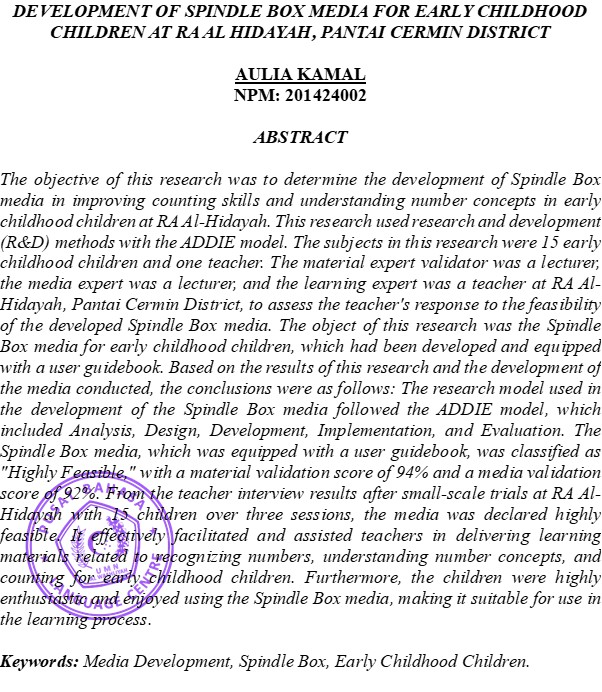 DEVELOPMENT OF SPINDLE BOX MEDIA FOR EARLY CHILDHOOD
CHILDREN AT RA AL HIDAYAH, PANTAI CERMIN DISTRICT
AULIA KAMAL
NPM: 201424002
ABSTRACT
The objective of this research was to determine the development of Spindle Box
media in improving counting skills and understanding number concepts in early
childhood children at RA Al-Hidayah. This research used research and development
(R&D) methods with the ADDIE model. The subjects in this research were 15 early
childhood children and one teacher. The material expert validator was a lecturer,
the media expert was a lecturer, and the learning expert was a teacher at RA Al-
Hidayah, Pantai Cermin District, to assess the teacher's response to the feasibility
of the developed Spindle Box media. The object of this research was the Spindle
Box media for early childhood children, which had been developed and equipped
with a user guidebook. Based on the results of this research and the development of
the media conducted, the conclusions were as follows: The research model used in
the development of the Spindle Box media followed the ADDIE model, which
included Analysis, Design, Development, Implementation, and Evaluation. The
Spindle Box media, which was equipped with a user guidebook, was classified as
"Highly Feasible," with a material validation score of 94% and a media validation
score of 92%. From the teacher interview results after small-scale trials at RA Al-
Hidayah with 15 children over three sessions, the media was declared highly
feasible. It effectively facilitated and assisted teachers in delivering learning
materials related to recognizing numbers, understanding number concepts, and
counting for early childhood children. Furthermore, the children were highly
enthusiastic and enjoyed using the Spindle Box media, making it suitable for use in
the learning process.
Keywords: Media Development, Spindle Box, Early Childhood Children.
PUSAT BAHASA
UMN
LANGUAGE CENTRE